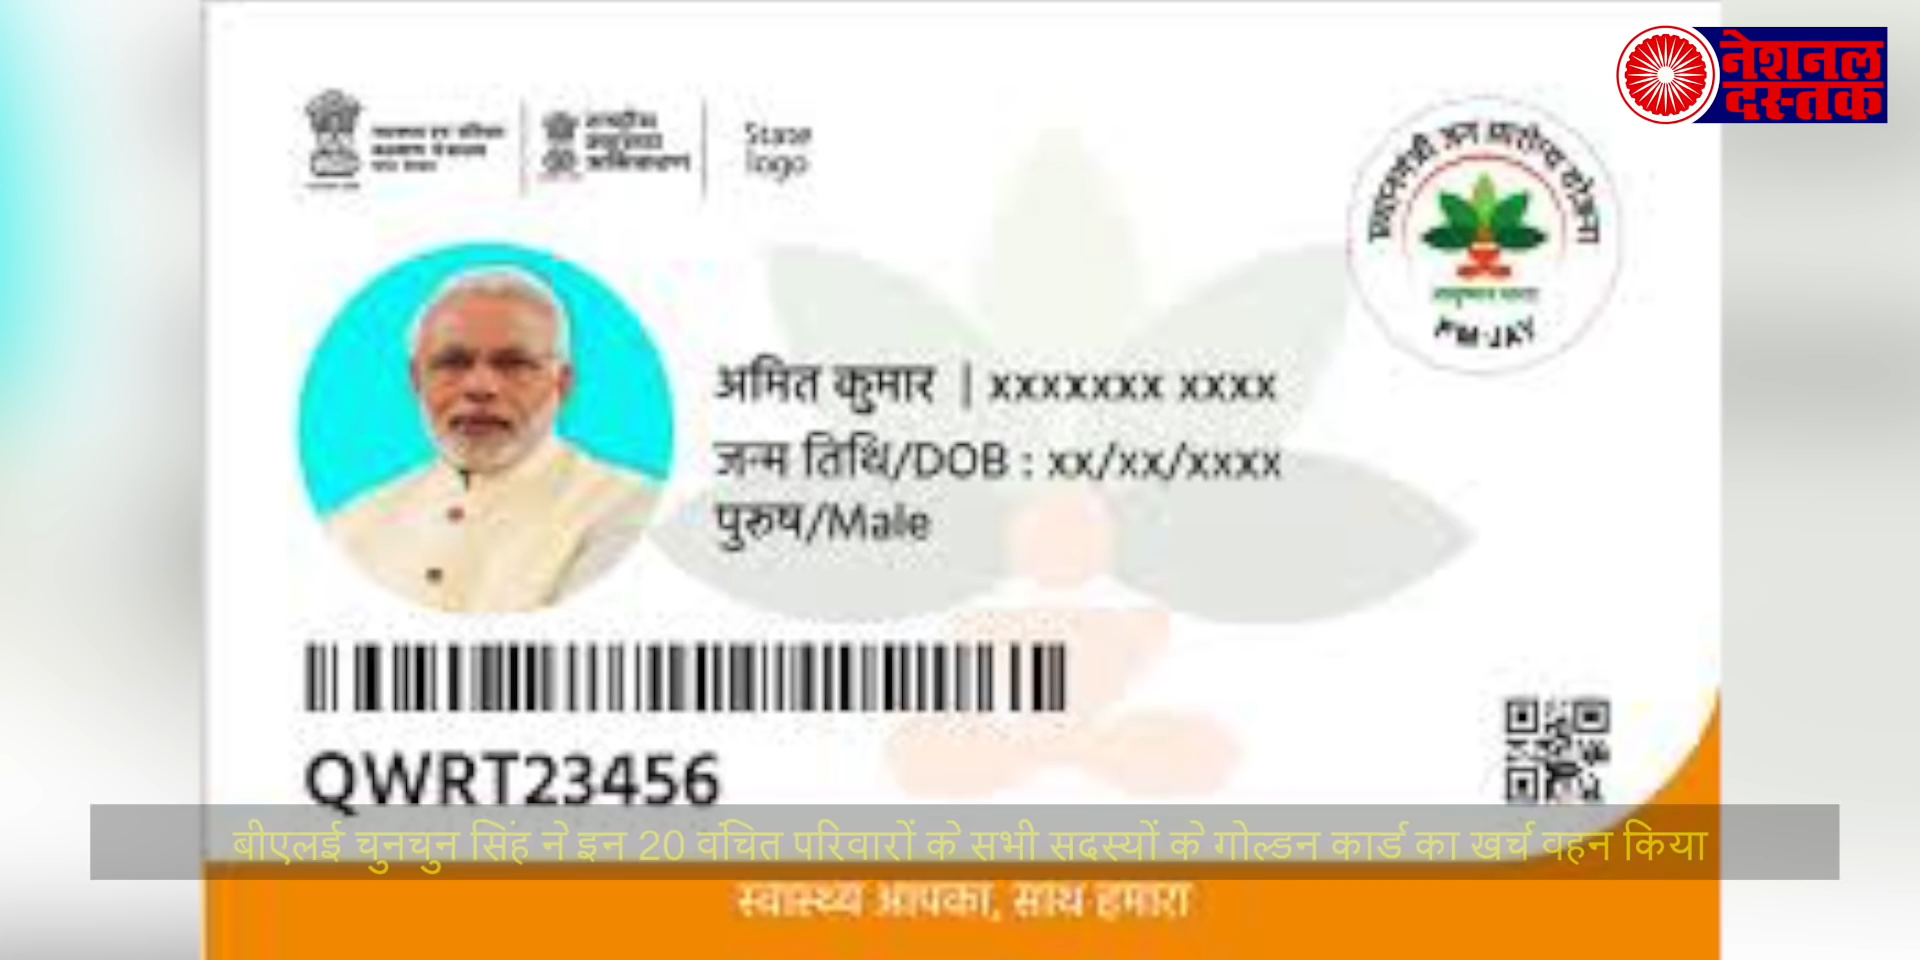 नेशनल
दस्तक
State
logo
प्रधानमंत्री जन आरोग्य योजना
PM-JAY
अमित कुमार | xxxxxxx xxxx
जन्म तिथि/DOB : xx/xx/xxxx
पुरुष/Male
QWRT23456
बीएलई चुनचुन सिंह ने इन 20 वंचित परिवारों के सभी सदस्यों के गोल्डन कार्ड का खर्च वहन किया
स्वास्थ्य आपका, साथ हमारा